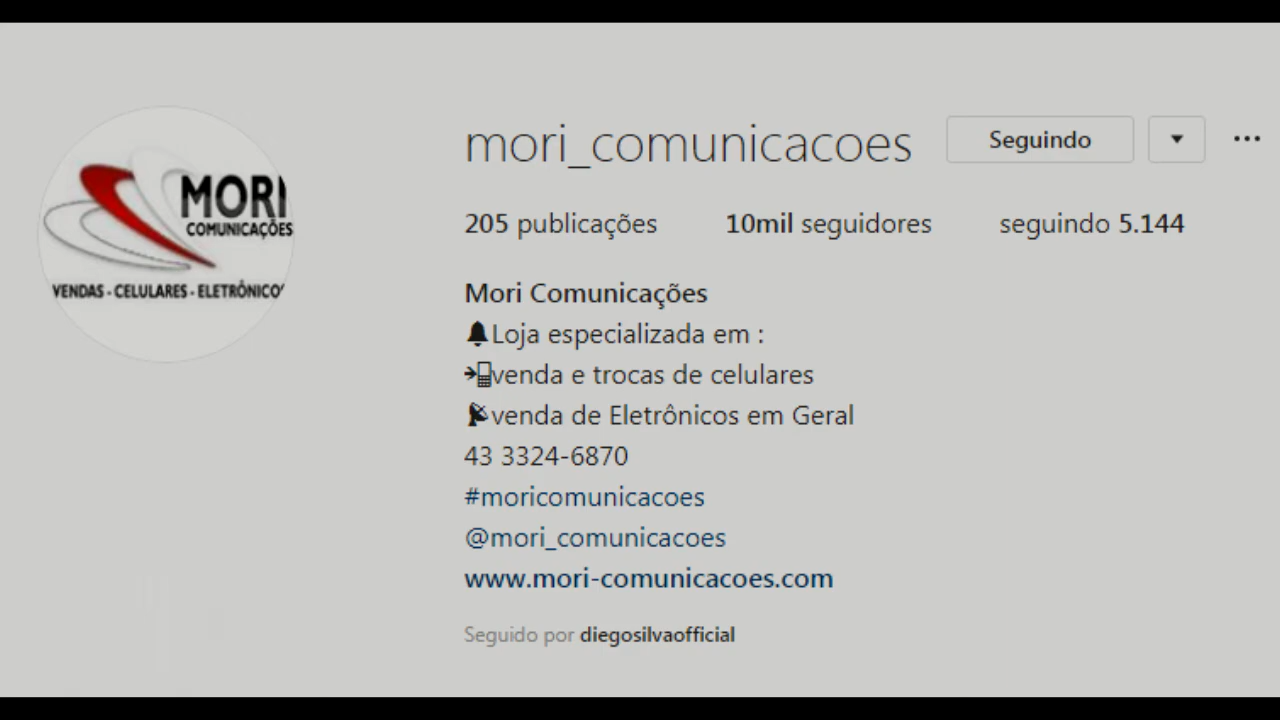 mori_comunicacoes Seguindo
MORI
COMUNICAÇÕES
VENDAS - CELULARES - ELETRÔNICO
205 publicações 10mil seguidores seguindo 5.144
Mori Comunicações
Loja especializada em :
venda e trocas de celulares
venda de Eletrônicos em Geral
43 3324-6870
#moricomunicacoes
@mori_comunicacoes
www.mori-comunicacoes.com
Seguido por diegosilvaofficial